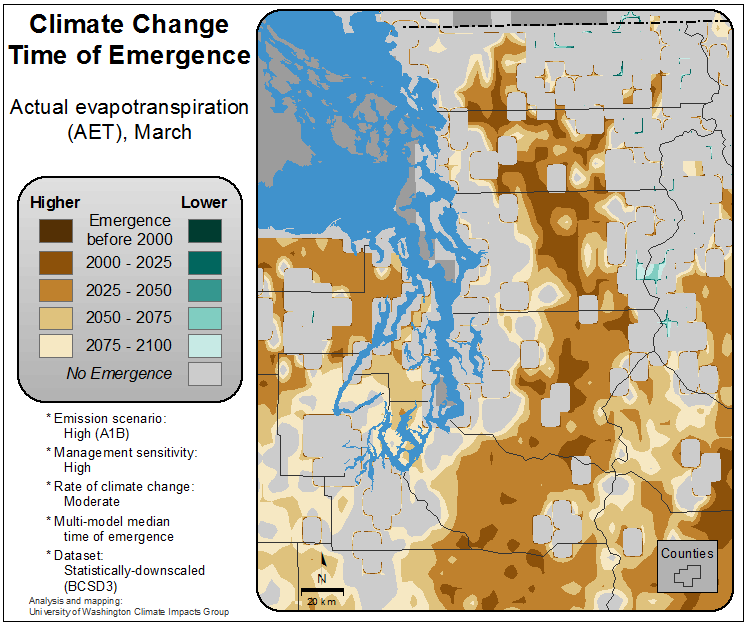 Climate Change
Time of Emergence
Actual evapotranspiration
(AET), March
Higher
Lower
Emergence
before 2000
2000 - 2025
2025 - 2050
2050 - 2075
2075 - 2100
No Emergence
* Emission scenario:
High (A1B)
* Management sensitivity:
High
* Rate of climate change:
Moderate
* Multi-model median
time of emergence
* Dataset:
Statistically-downscaled
(BCSD3)
Analysis and mapping:
University of Washington Climate Impacts Group
N
20 km
Counties